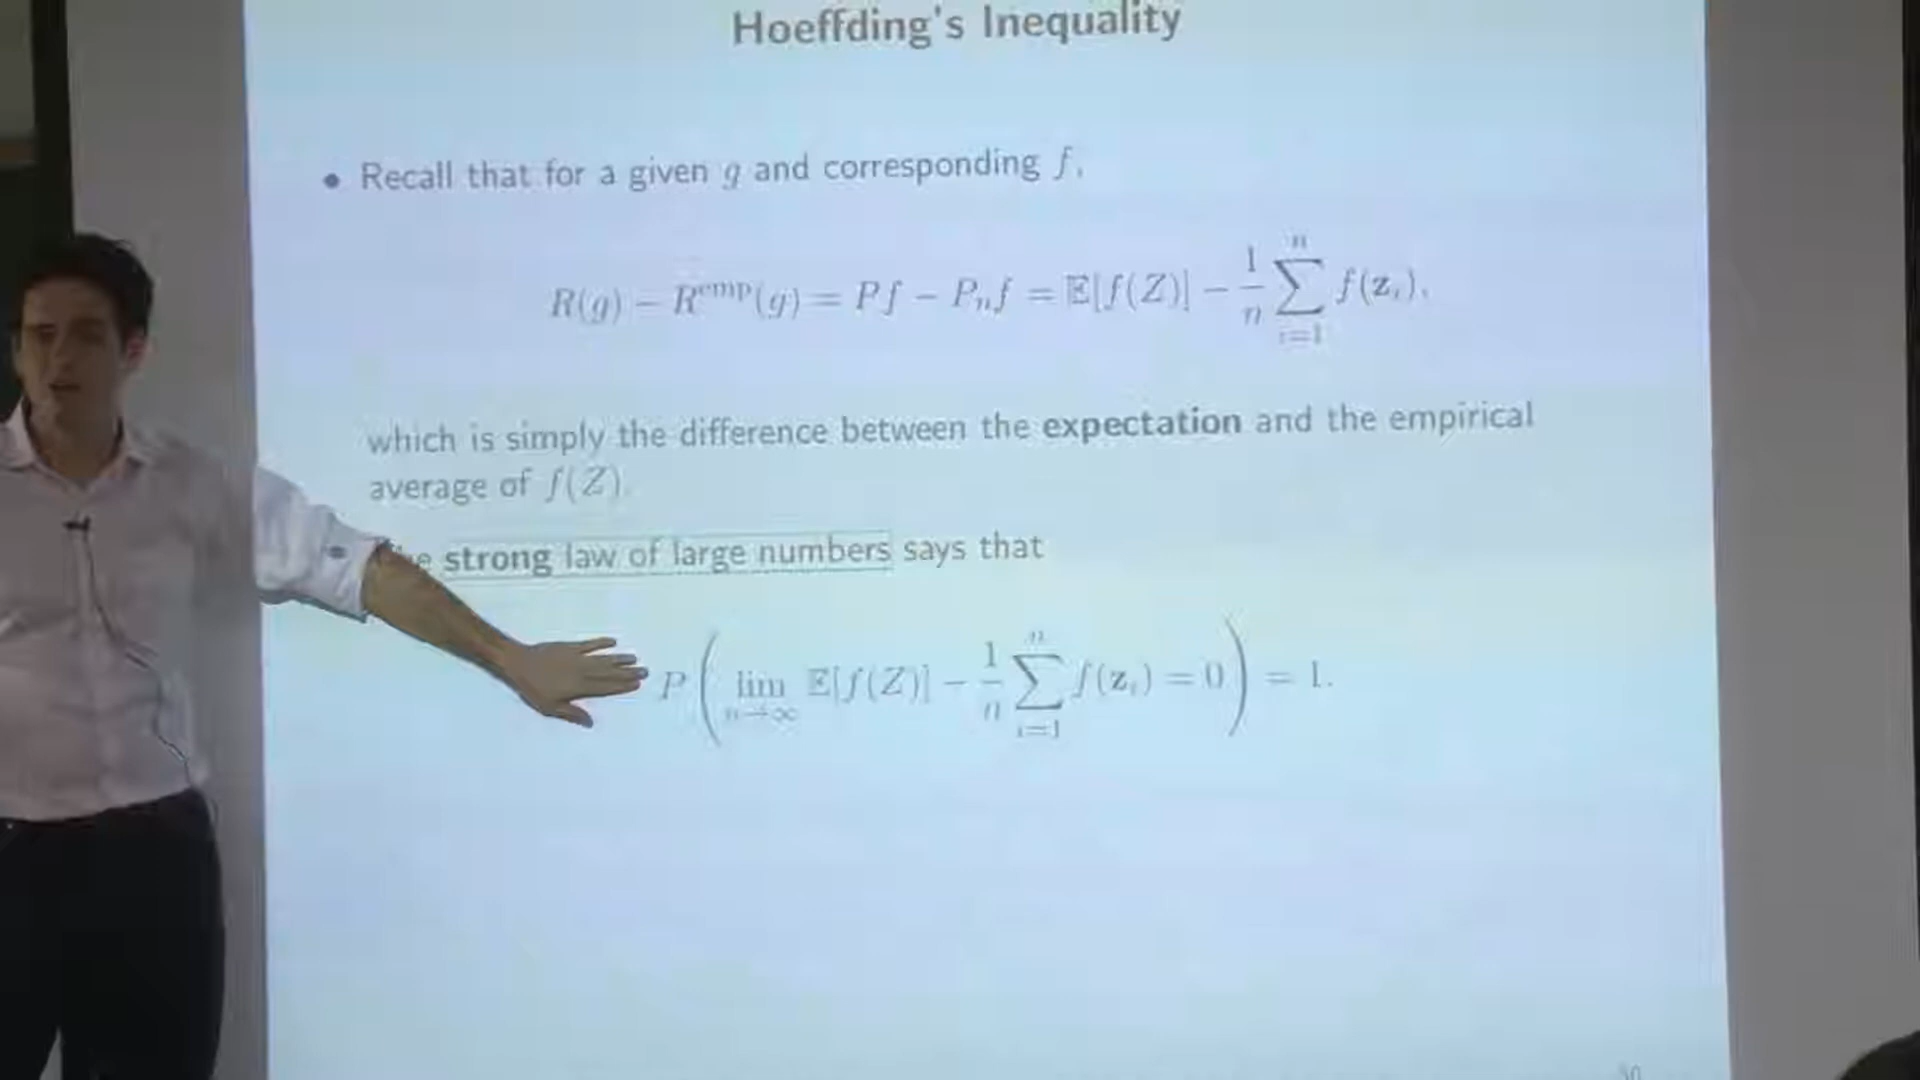 Hoeffding's Inequality
• Recall that for a given g and corresponding f,
R(g) − R^emp(g) = Pf − P_n f = 𝔼[f(Z)] − 1/n ∑_{i=1}^{n} f(z_i),
which is simply the difference between the expectation and the empirical
average of f(Z).
• strong law of large numbers says that
P( lim_{n→∞} 𝔼[f(Z)] − 1/n ∑_{i=1}^{n} f(z_i) = 0 ) = 1.